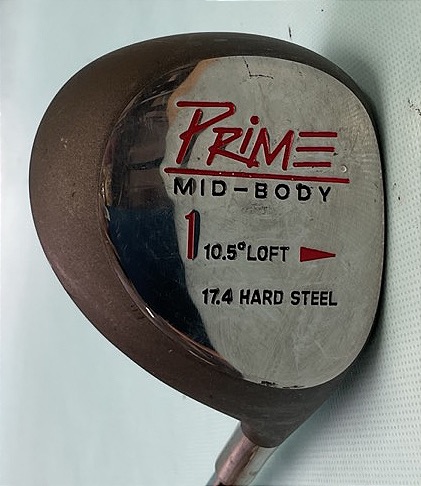 PRiME
MID-BODY
1
10.5° LOFT
17.4 HARD STEEL